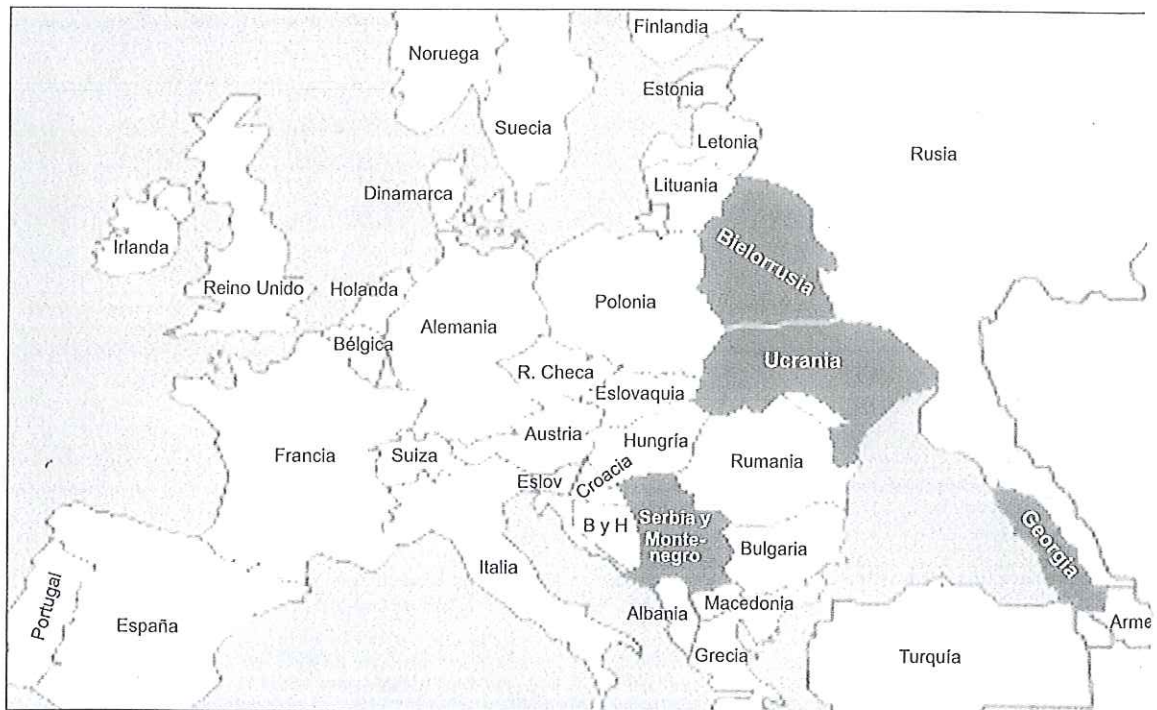 Finlandia
Noruega
Estonia
Suecia
Letonia
Rusia
Lituania
Dinamarca
Irlanda
Bielorrusia
Reino Unido
Holanda
Polonia
Alemania
Bélgica
Ucrania
R. Checa
Eslovaquia
Austria
Hungría
Francia
Suiza
Rumanía
Croacia
Eslov
B y H
Serbia y
Monte-
negro
Bulgaria
Georgia
Italia
Portugal
España
Albania
Macedonia
Arme
Grecia
Turquía